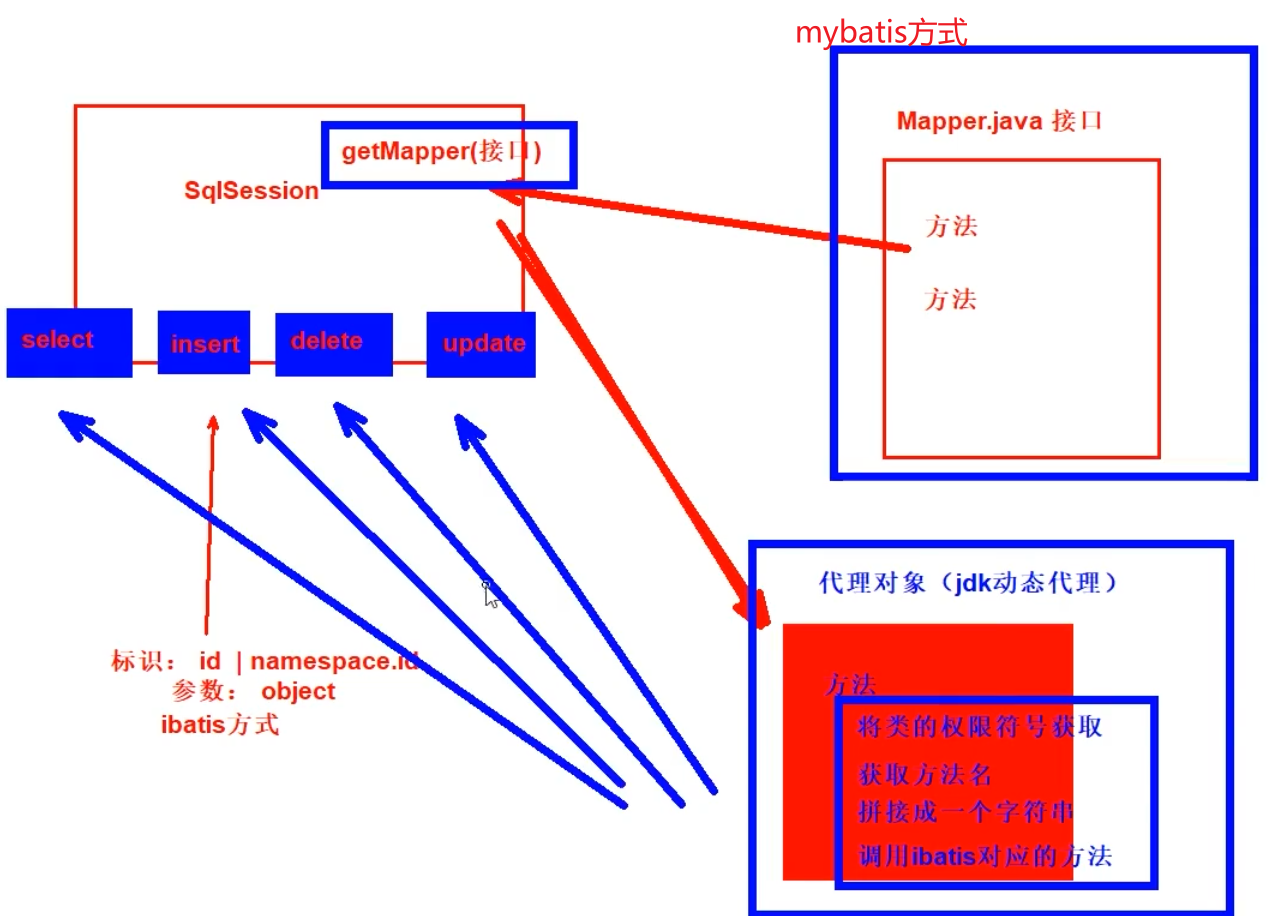 mybatis方式
Mapper.java 接口
getMapper(接口)
SqlSession
方法
方法
select
insert
delete
update
代理对象（jdk动态代理）
标识： id | namespace.id
参数： object
ibatis方式
方法
将类的权限符号获取
获取方法名
拼接成一个字符串
调用ibatis对应的方法